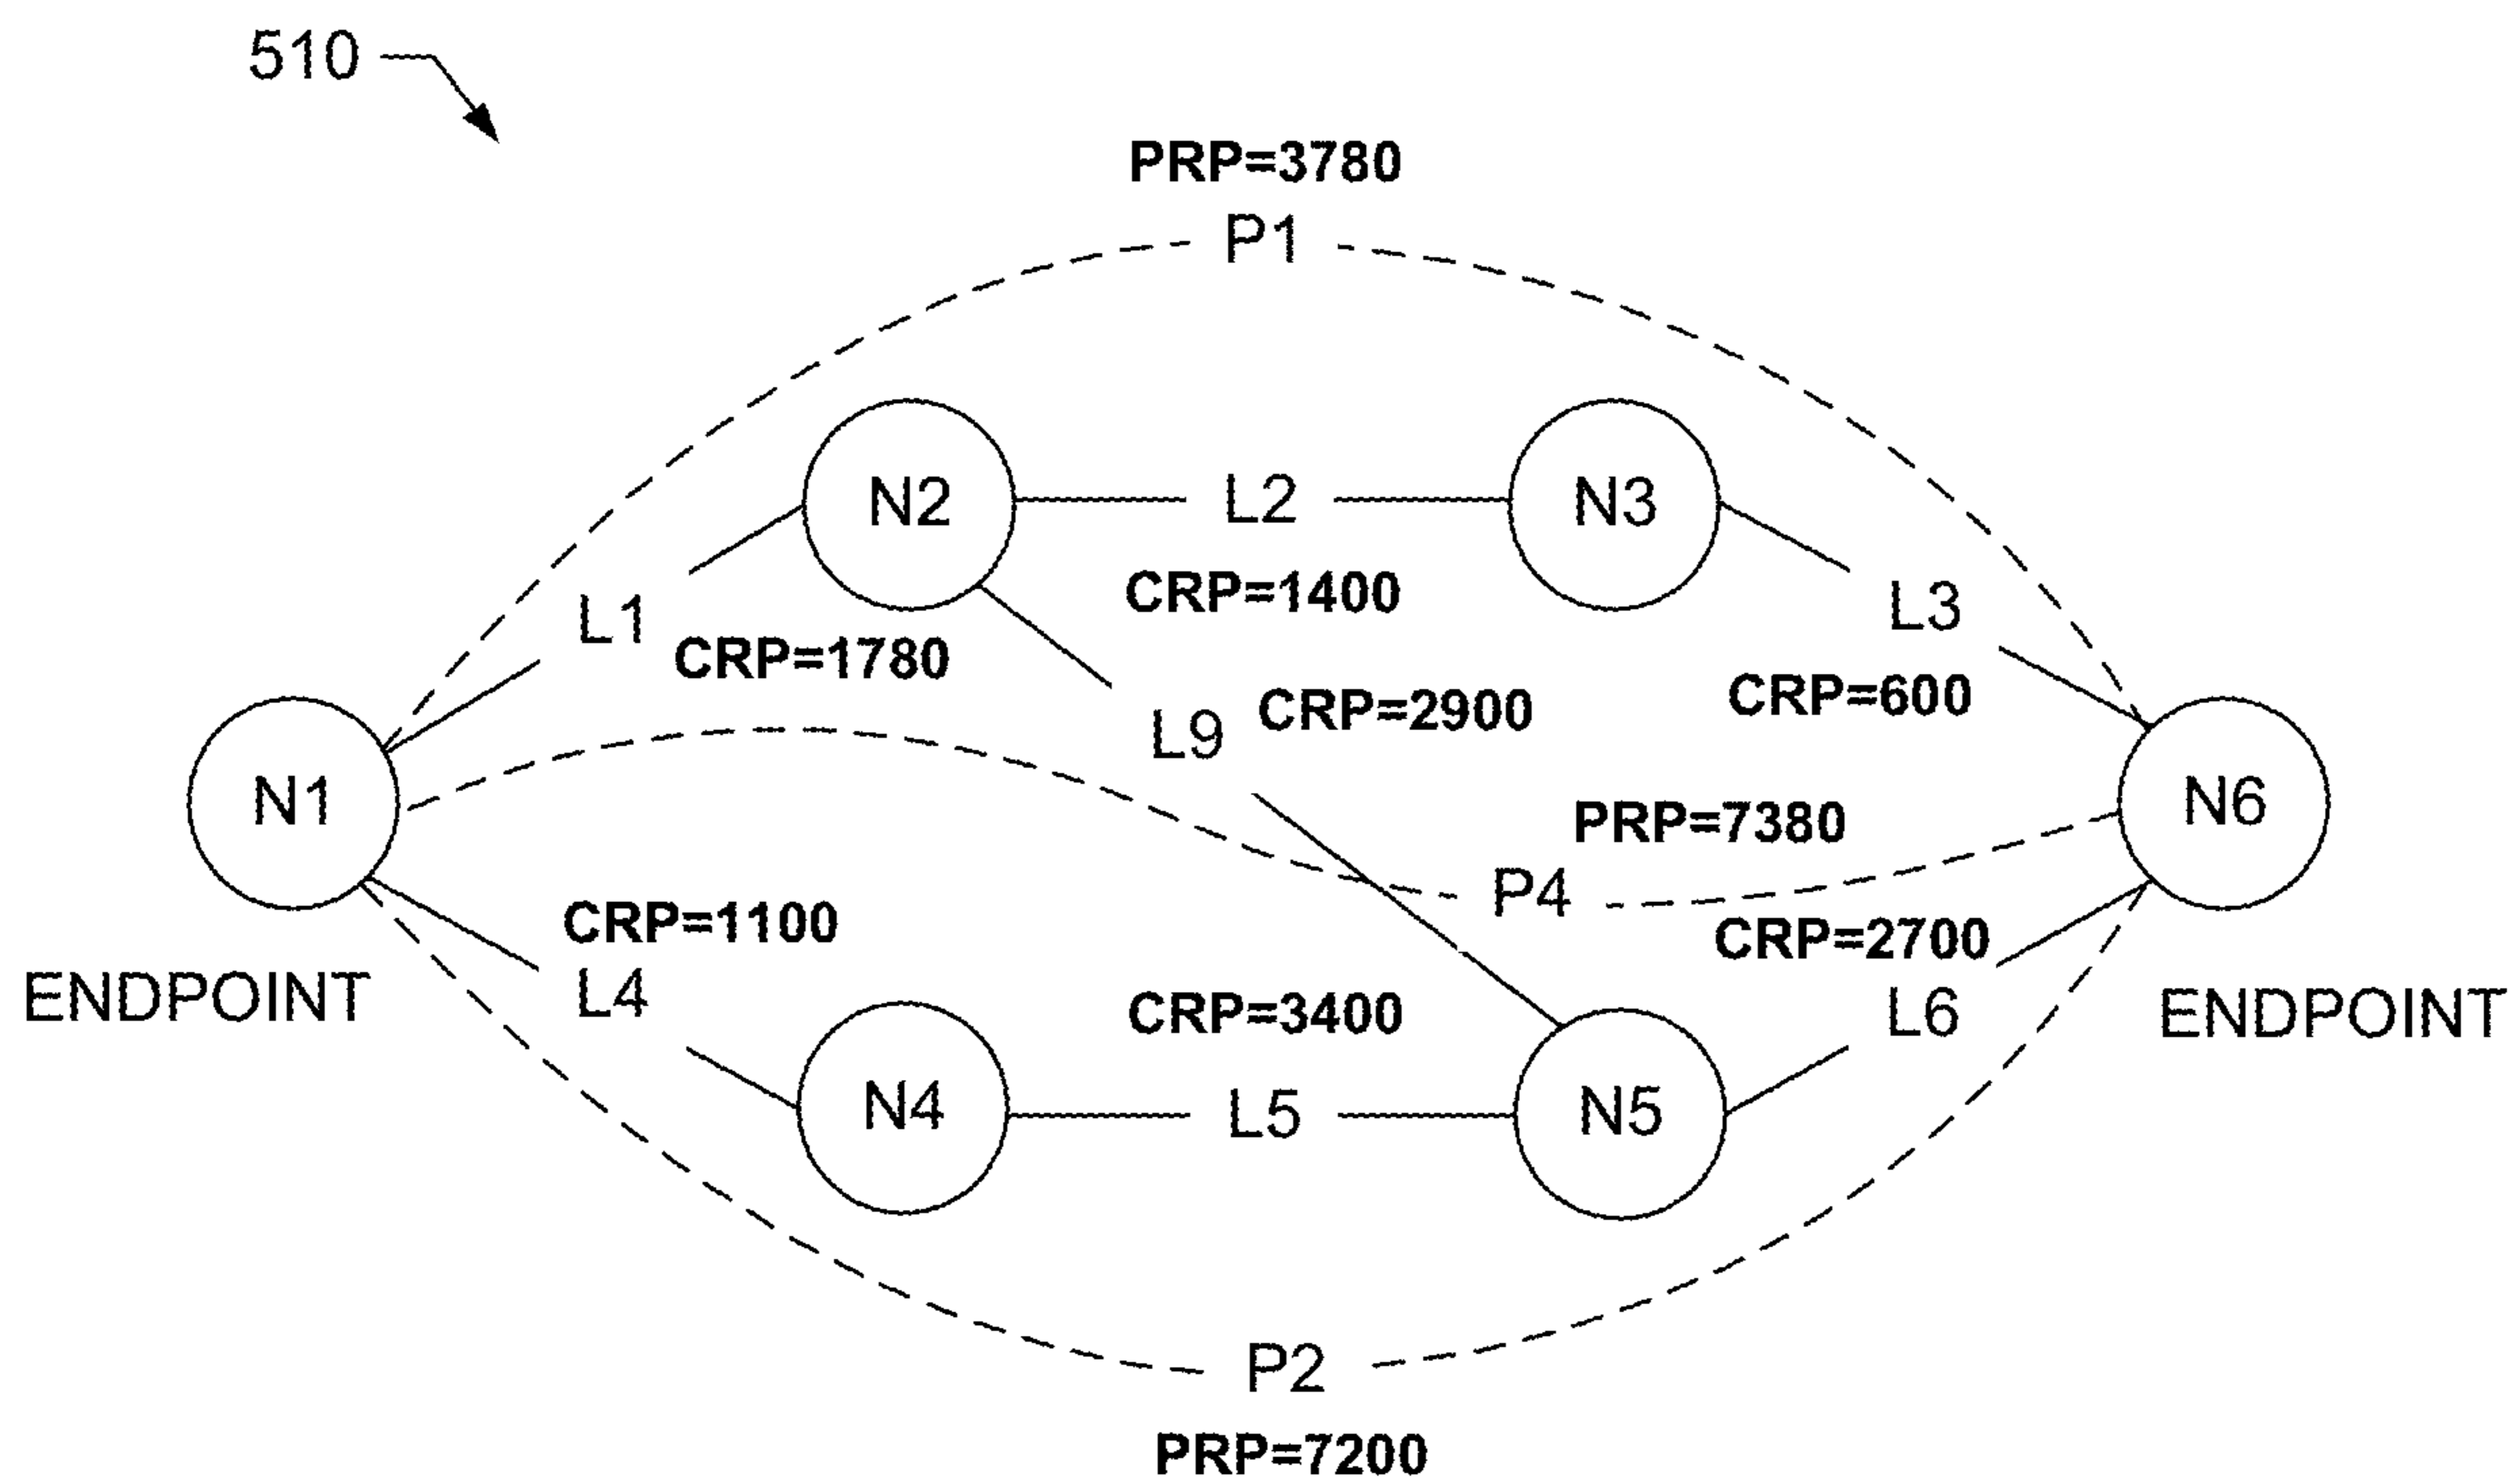 510
PRP=3780
P1
N2
L2
N3
CRP=1400
L1
L3
CRP=1780
CRP=600
CRP=2900
L9
N1
N6
PRP=7380
P4
CRP=1100
CRP=2700
ENDPOINT
L4
CRP=3400
L6
ENDPOINT
N4
L5
N5
P2
PRP=7200